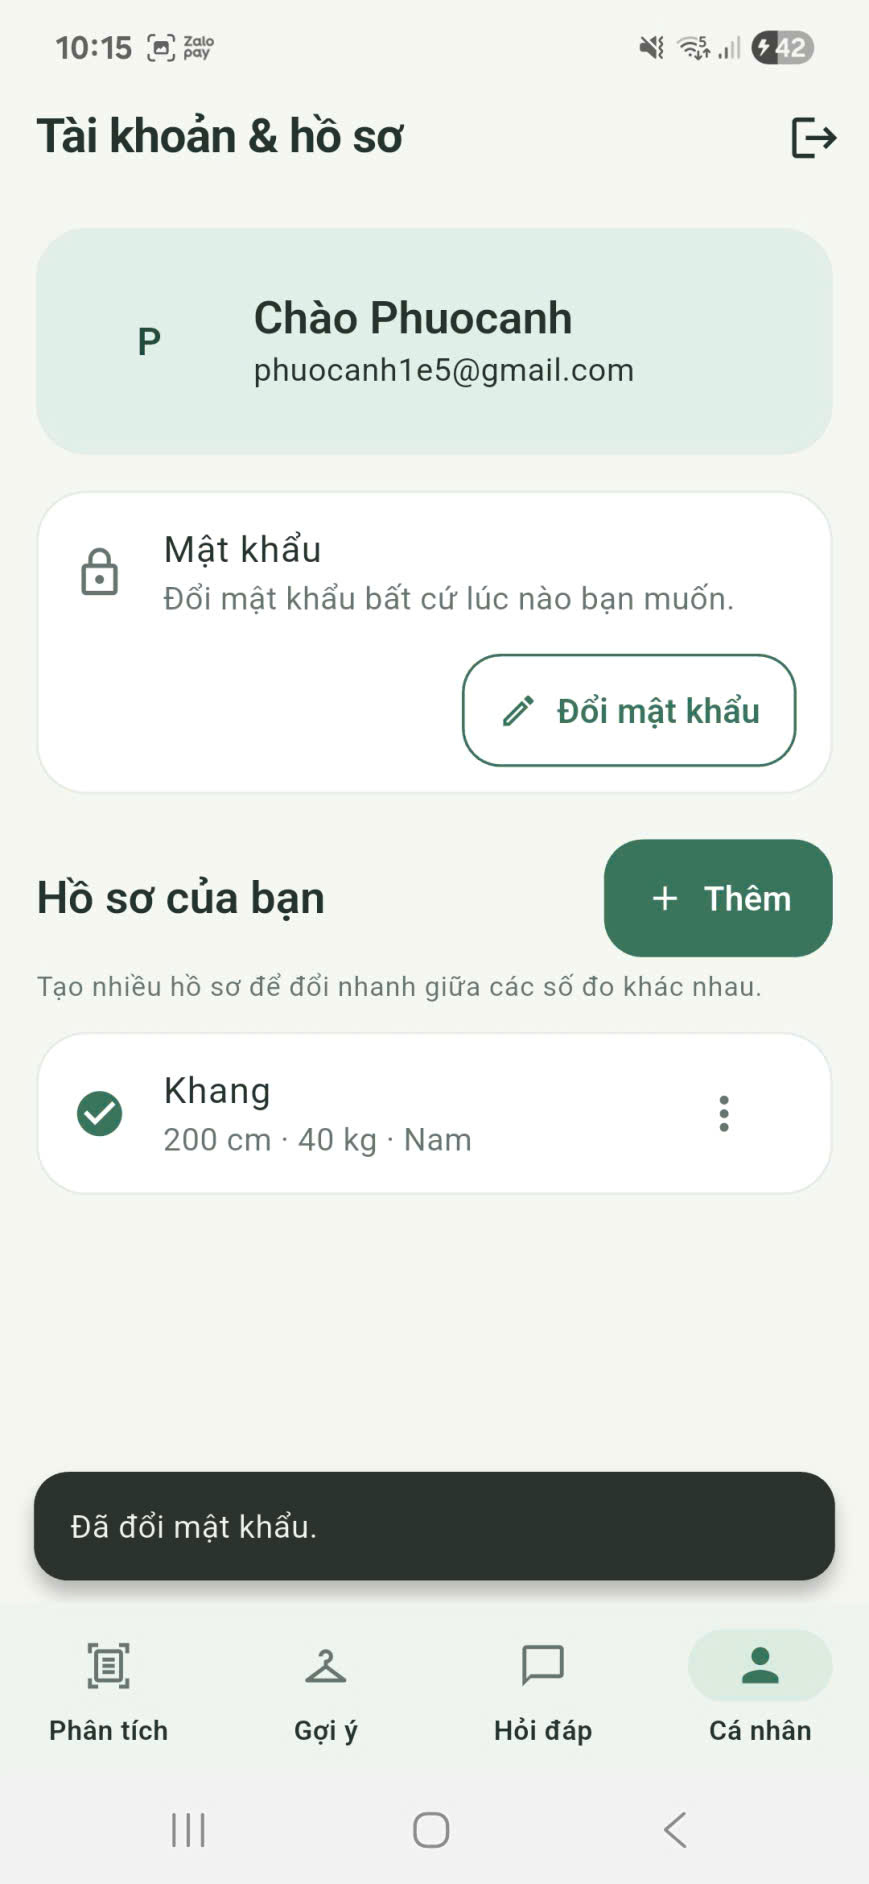 10:15 Zalo pay 5 42
Tài khoản & hồ sơ
P
Chào Phuocanh
phuocanh1e5@gmail.com
Mật khẩu
Đổi mật khẩu bất cứ lúc nào bạn muốn.
Đổi mật khẩu
Hồ sơ của bạn
+ Thêm
Tạo nhiều hồ sơ để đổi nhanh giữa các số đo khác nhau.
Khang
200 cm · 40 kg · Nam
Đã đổi mật khẩu.
Phân tích Gợi ý Hỏi đáp Cá nhân